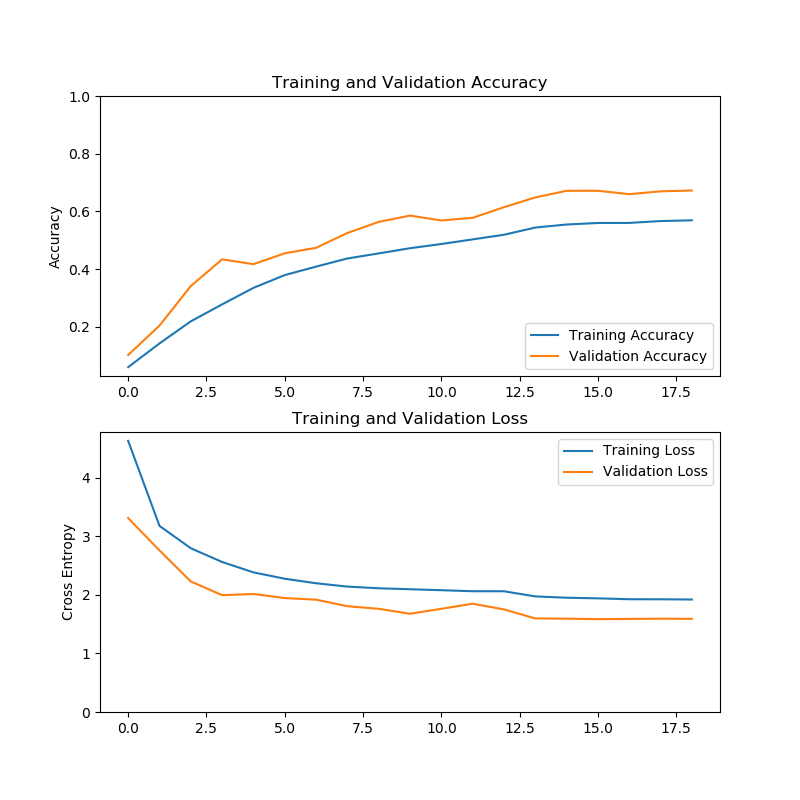 Training and Validation Accuracy
1.0
0.8
0.6
0.4
0.2
Accuracy
Training Accuracy
Validation Accuracy
0.0 2.5 5.0 7.5 10.0 12.5 15.0 17.5
Training and Validation Loss
4
3
2
1
0
Cross Entropy
Training Loss
Validation Loss
0.0 2.5 5.0 7.5 10.0 12.5 15.0 17.5